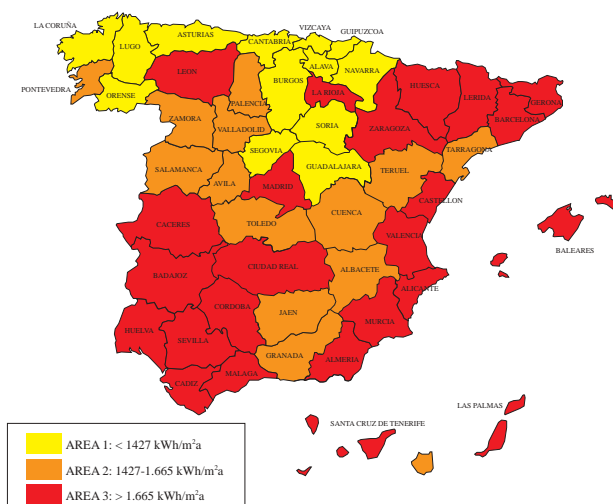 LA CORUÑA
LUGO
ASTURIAS
CANTABRIA
VIZCAYA
GUIPUZCOA
ALAVA
NAVARRA
PONTEVEDRA
ORENSE
LEON
PALENCIA
BURGOS
LA RIOJA
HUESCA
LERIDA
GERONA
BARCELONA
ZAMORA
VALLADOLID
SORIA
ZARAGOZA
TARRAGONA
SEGOVIA
GUADALAJARA
TERUEL
SALAMANCA
AVILA
MADRID
CASTELLON
CACERES
TOLEDO
CUENCA
VALENCIA
BALEARES
BADAJOZ
CIUDAD REAL
ALBACETE
ALICANTE
CORDOBA
JAEN
MURCIA
HUELVA
SEVILLA
GRANADA
ALMERIA
CADIZ
MALAGA
LAS PALMAS
SANTA CRUZ DE TENERIFE
AREA 1: < 1427 kWh/m²a
AREA 2: 1427-1.665 kWh/m²a
AREA 3: > 1.665 kWh/m²a